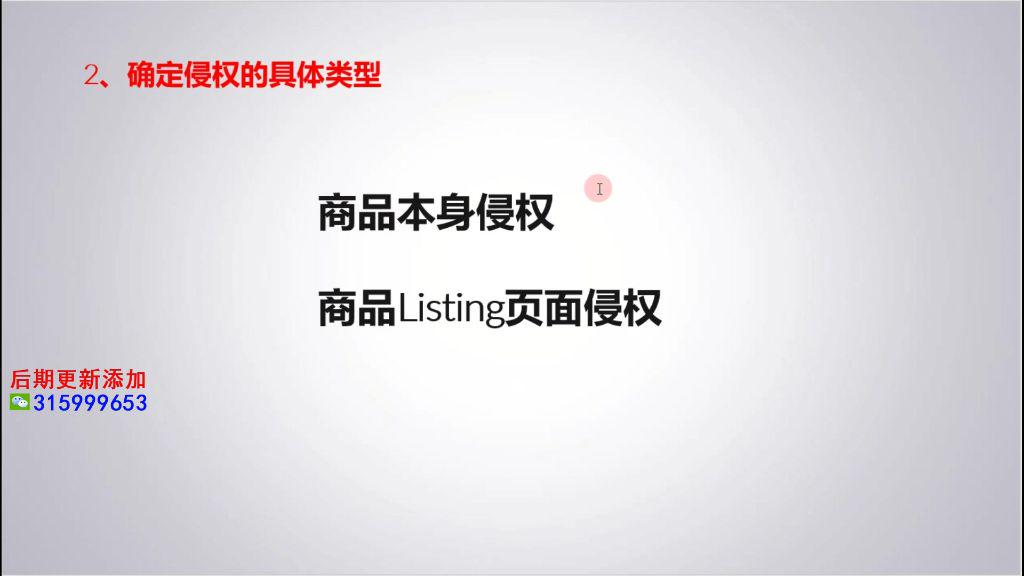 2、确定侵权的具体类型
商品本身侵权
商品Listing页面侵权
后期更新添加
315999653